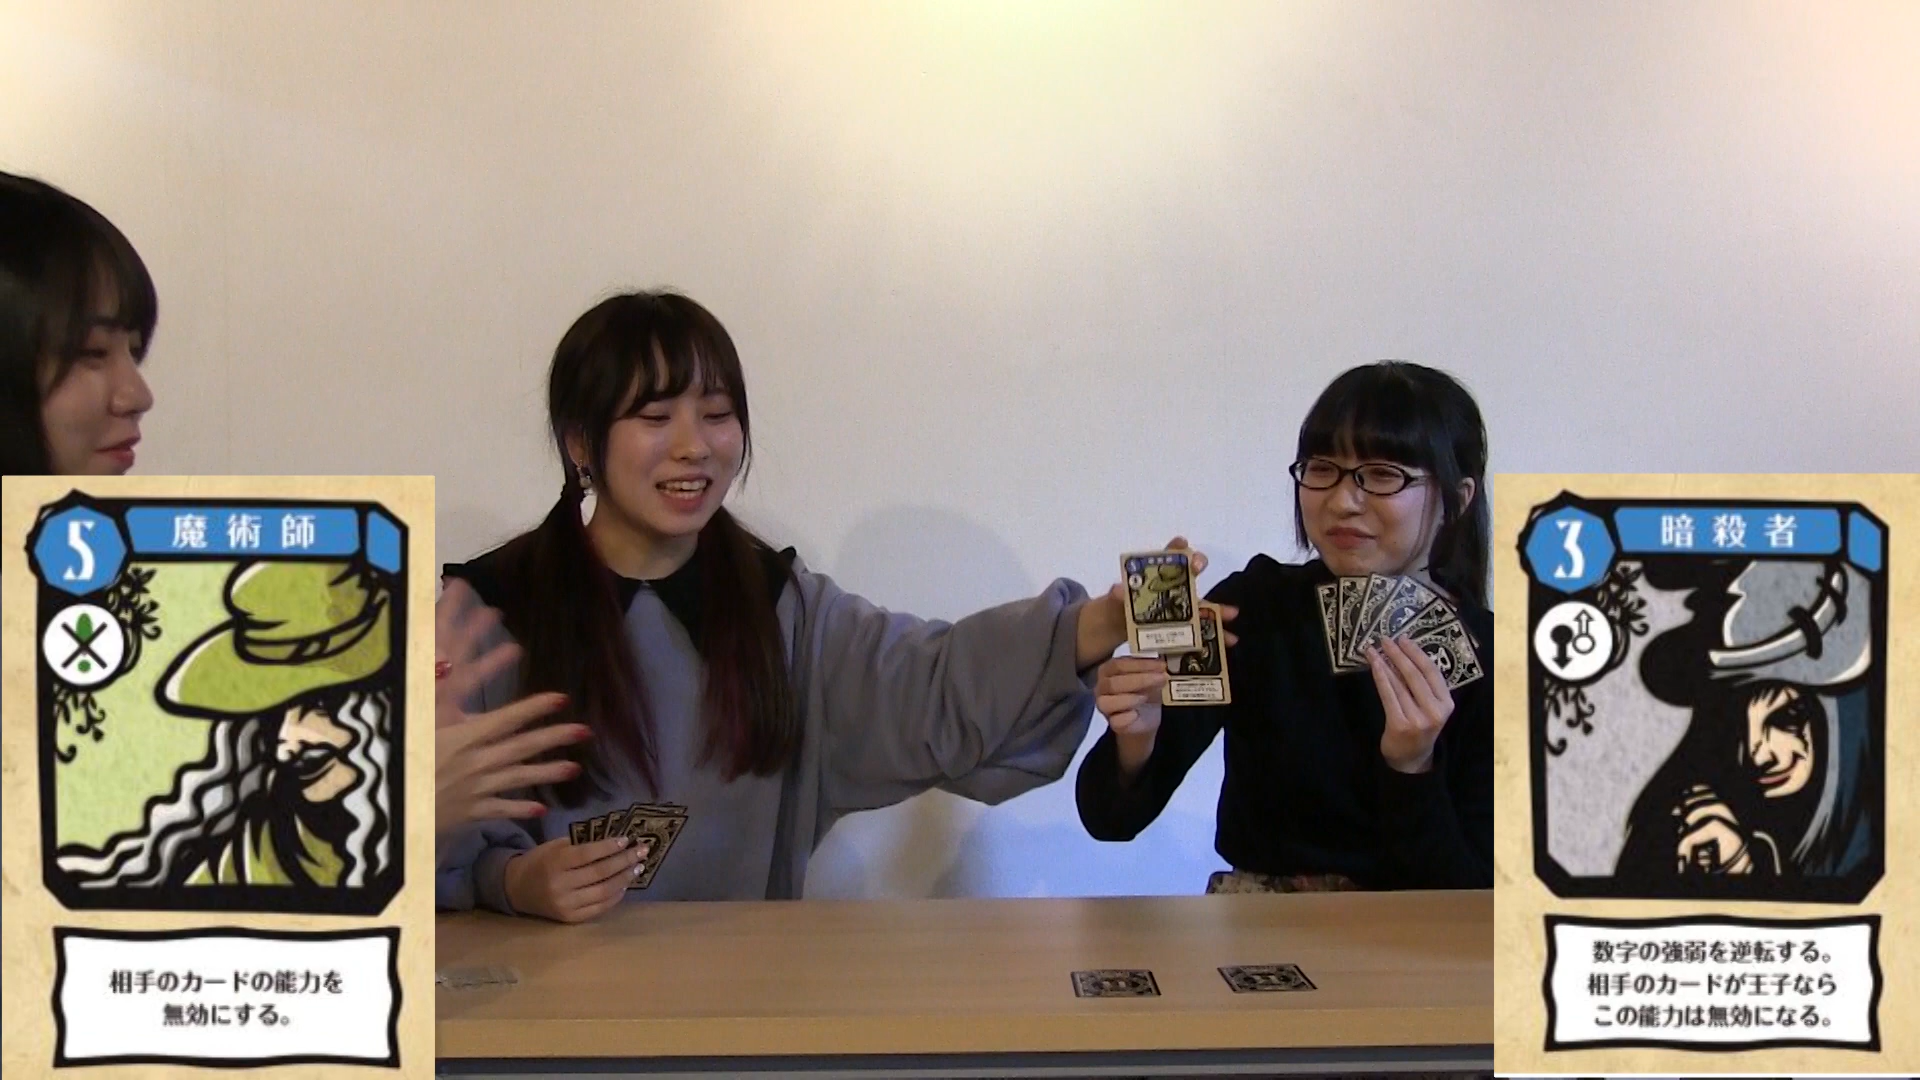 5
魔術師
相手のカードの能力を
無効にする。
3
暗殺者
数字の強弱を逆転する。
相手のカードが王子なら
この能力は無効になる。